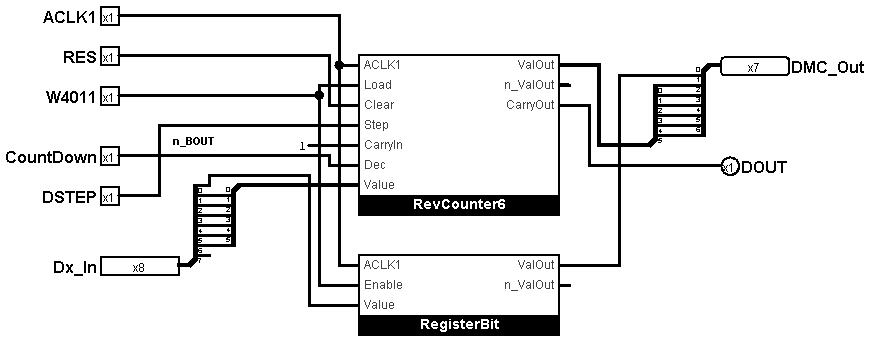 ACLK1 x1
RES x1
W4011 x1
n_BOUT
CountDown x1
DSTEP x1
Dx_In x8
1
0
1
2
3
4
5
6
7
0
1
2
3
4
5
ACLK1 ValOut
Load n_ValOut
Clear CarryOut
Step
CarryIn
Dec
Value
RevCounter6
ACLK1 ValOut
Enable n_ValOut
Value
RegisterBit
0
1
2
3
4
5
0
1
2
3
4
5
6
x7 DMC_Out
x1 DOUT